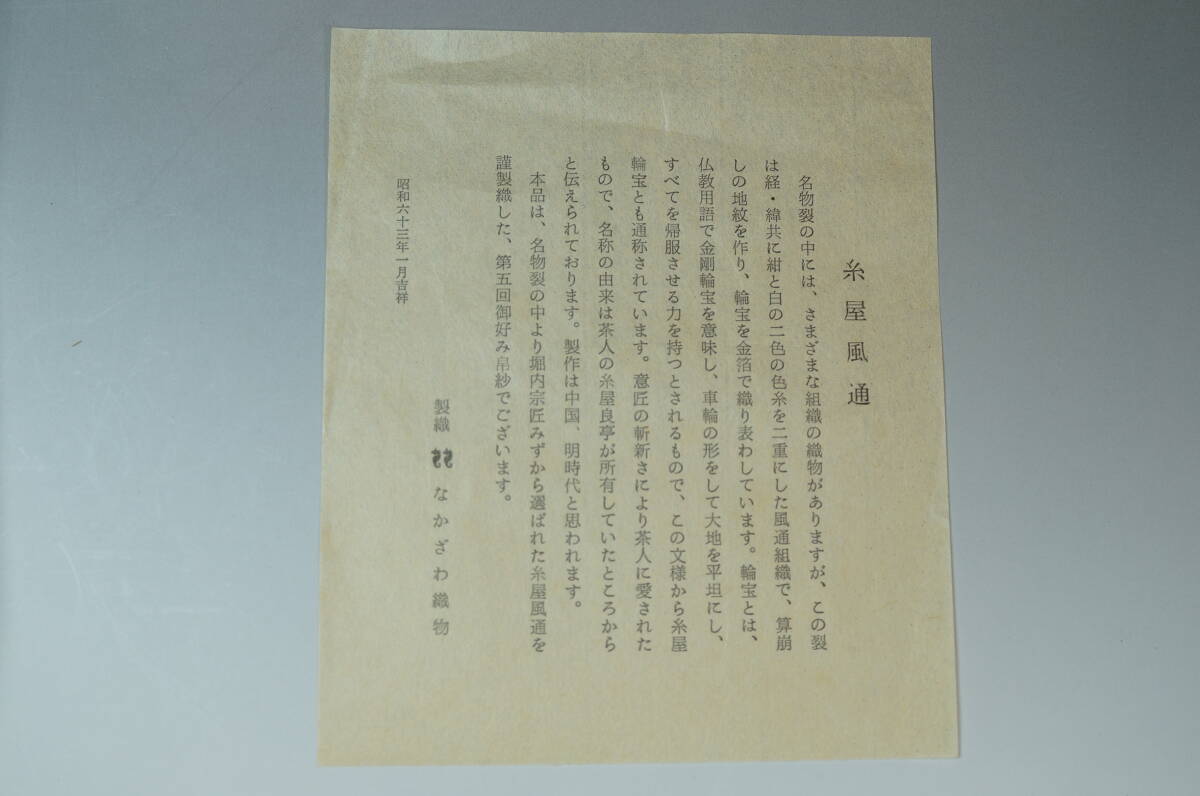 糸屋風通
名物裂の中には、さまざまな組織の織物がありますが、この裂
は経・緯共に紺と白の二色の色糸を二重にした風通組織で、算崩
しの地紋を作り、輪宝を金箔で織り表わしています。輪宝とは、
仏教用語で金剛輪宝を意味し、車輪の形をして大地を平坦にし、
すべてを帰服させる力を持つとされるもので、この文様から糸屋
輪宝とも通称されています。意匠の斬新さにより茶人に愛された
もので、名称の由来は茶人の糸屋良亭が所有していたところから
と伝えられております。製作は中国、明時代と思われます。
本品は、名物裂の中より堀内宗匠みずから選ばれた糸屋風通を
謹製織した、第五回御好み帛紗でございます。
製織 なかざわ織物
昭和六十三年一月吉祥